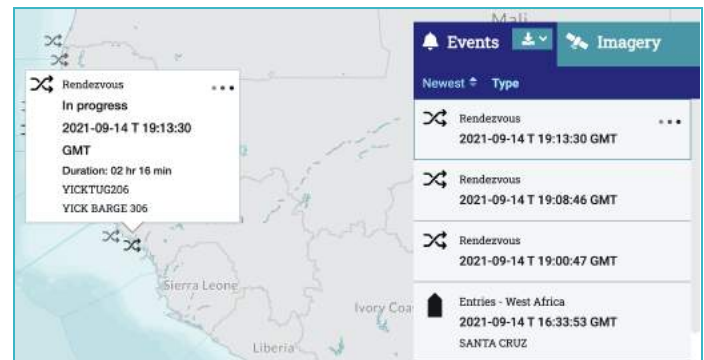 Mali
Events
Imagery
Newest Type
Rendezvous
In progress
2021-09-14 T 19:13:30
GMT
Duration: 02 hr 16 min
YICKTUG206
YICK BARGE 306
Rendezvous
2021-09-14 T 19:13:30 GMT
Rendezvous
2021-09-14 T 19:08:46 GMT
Rendezvous
2021-09-14 T 19:00:47 GMT
Entries - West Africa
2021-09-14 T 16:33:53 GMT
SANTA CRUZ
Sierra Leone
Ivory Coa
Liberia